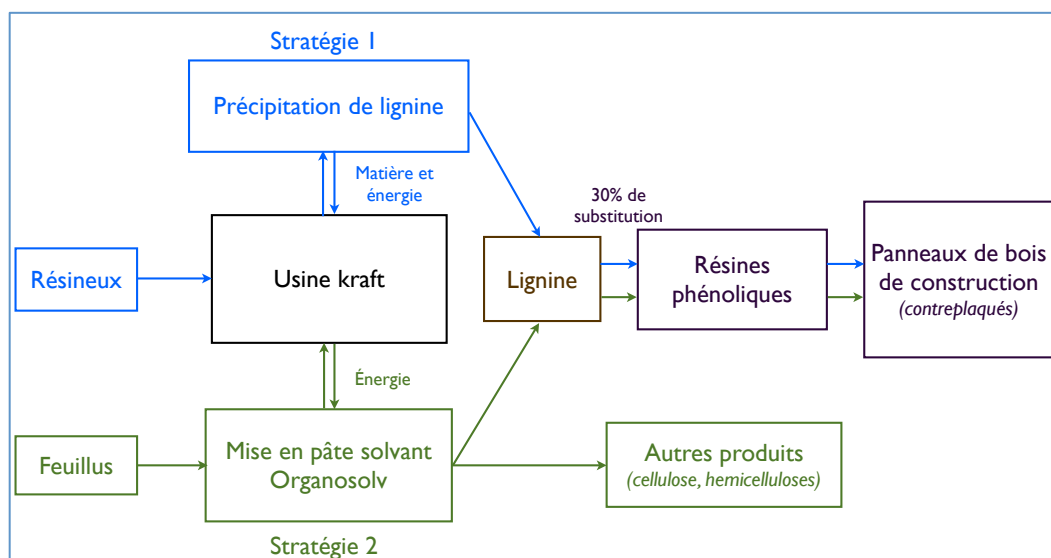 Stratégie 1
Précipitation de lignine
Matière et
énergie
30% de
substitution
Résineux
Usine kraft
Lignine
Résines
phénoliques
Panneaux de bois
de construction
(contreplaqués)
Énergie
Feuillus
Mise en pâte solvant
Organosolv
Autres produits
(cellulose, hemicelluloses)
Stratégie 2